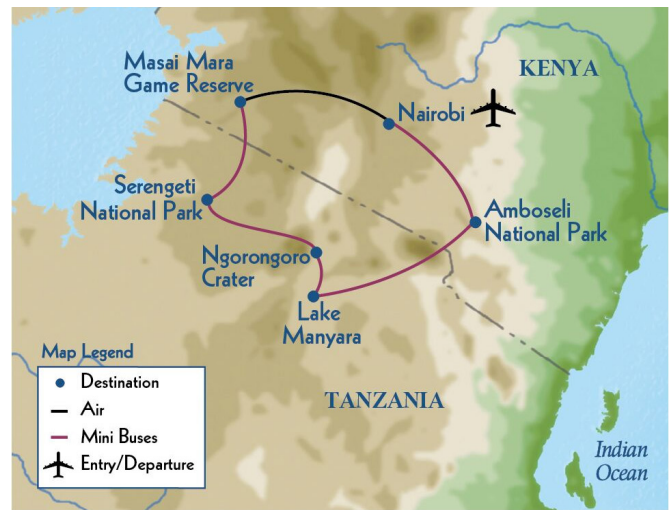 Masai Mara
Game Reserve
KENYA
Nairobi
Serengeti
National Park
Amboseli
National Park
Ngorongoro
Crater
Lake
Manyara
TANZANIA
Indian
Ocean
Map Legend
Destination
Air
Mini Buses
Entry/Departure